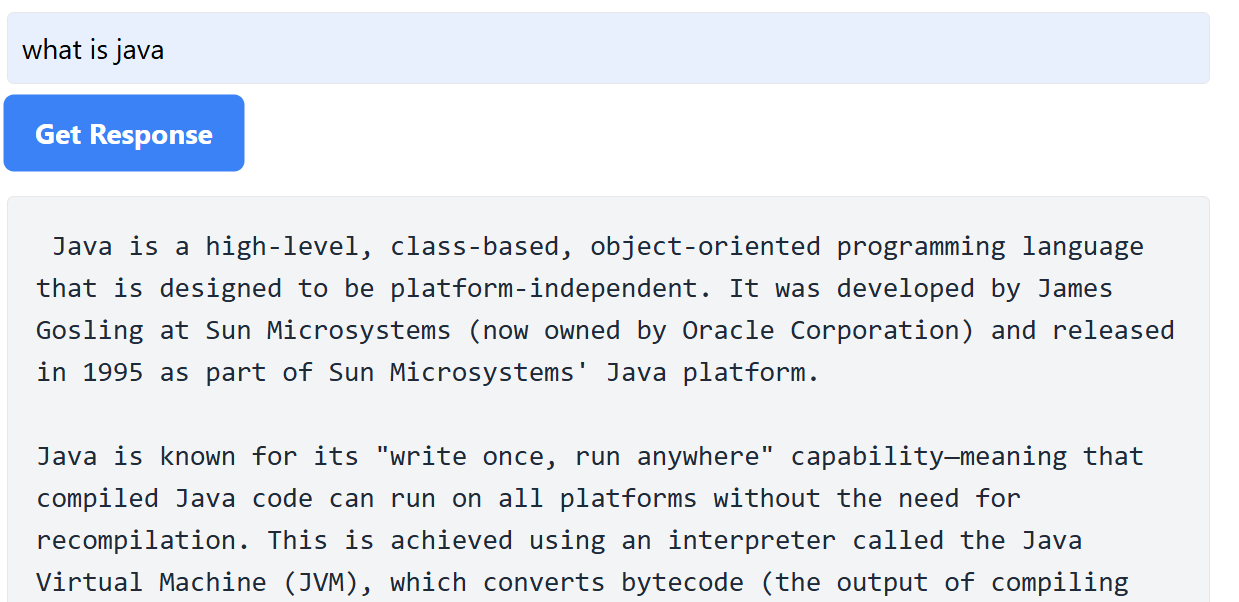 what is java
Get Response
Java is a high-level, class-based, object-oriented programming language
that is designed to be platform-independent. It was developed by James
Gosling at Sun Microsystems (now owned by Oracle Corporation) and released
in 1995 as part of Sun Microsystems' Java platform.
Java is known for its "write once, run anywhere" capability—meaning that
compiled Java code can run on all platforms without the need for
recompilation. This is achieved using an interpreter called the Java
Virtual Machine (JVM), which converts bytecode (the output of compiling